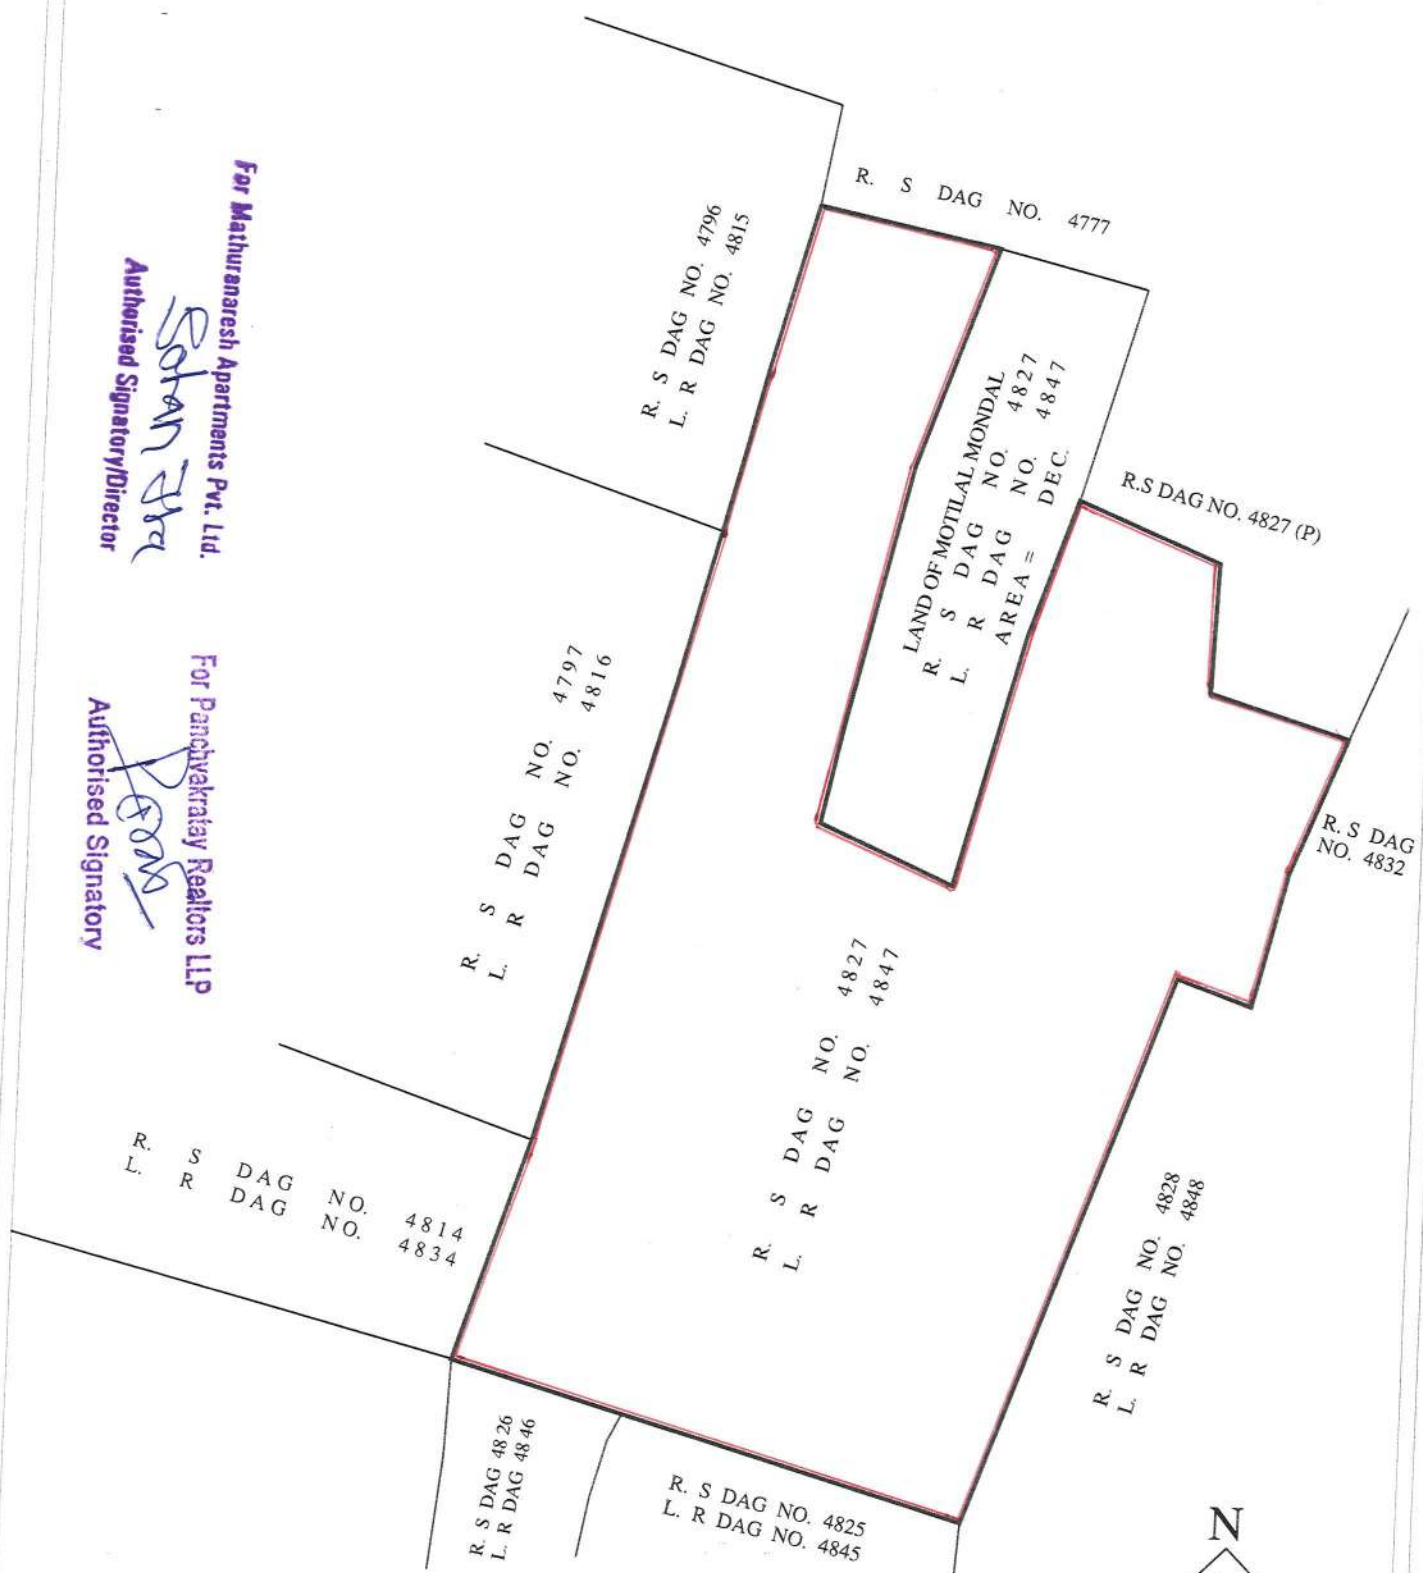 R. S DAG NO. 4777
R. S DAG NO. 4796
L. R DAG NO. 4815
LAND OF MOTILAL MONDAL
R. S DAG NO. 4827
L. R DAG NO. 4847
AREA = DEC.
R.S DAG NO. 4827 (P)
R. S DAG
NO. 4832
R. S DAG NO. 4797
L. R DAG NO. 4816
R. S DAG NO. 4827
L. R DAG NO. 4847
R. S DAG NO. 4814
L. R DAG NO. 4834
R. S DAG NO. 4828
L. R DAG NO. 4848
R. S DAG 4826
L. R DAG 4846
R. S DAG NO. 4825
L. R DAG NO. 4845
N
For Mathuranaresh Apartments Pvt. Ltd.
Authorised Signatory/Director
For Panchvakratay Realtors LLP
Authorised Signatory